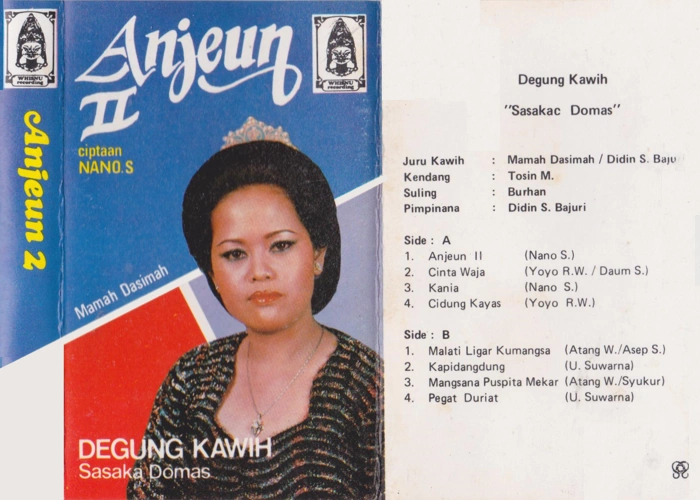 WISNU
recording
Anjeun 2
Anjeun
II
ciptaan
NANO.S
WISNU
recording
Mamah Dasimah
DEGUNG KAWIH
Sasaka Domas
Degung Kawih
"Sasakac Domas"
Juru Kawih : Mamah Dasimah / Didin S. Baju
Kendang : Tosin M.
Suling : Burhan
Pimpinana : Didin S. Bajuri
Side : A
1. Anjeun II (Nano S.)
2. Cinta Waja (Yoyo R.W. / Daum S.)
3. Kania (Nano S.)
4. Cidung Kayas (Yoyo R.W.)
Side : B
1. Malati Ligar Kumangsa (Atang W./Asep S.)
2. Kapidangdung (U. Suwarna)
3. Mangsana Puspita Mekar (Atang W./Syukur)
4. Pegat Duriat (U. Suwarna)